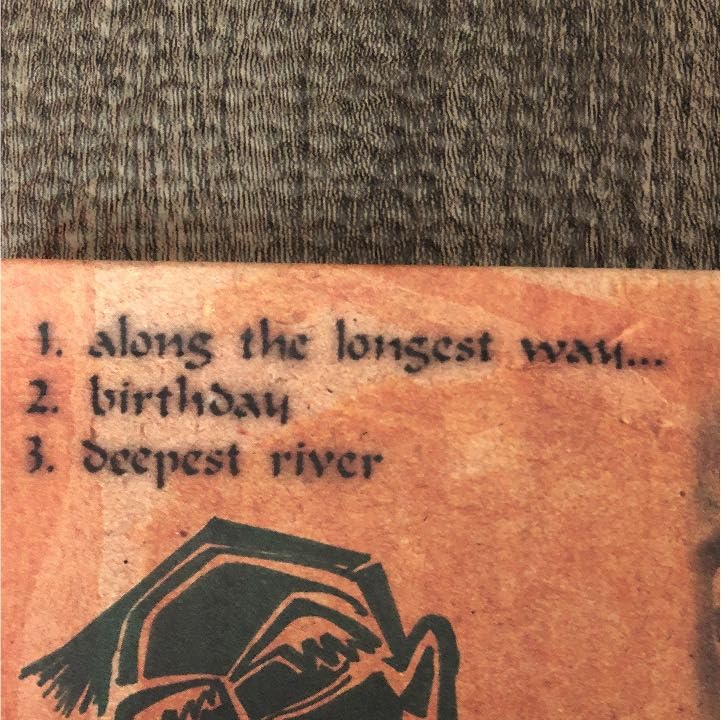 1. along the longest way...
2. birthday
3. deepest river